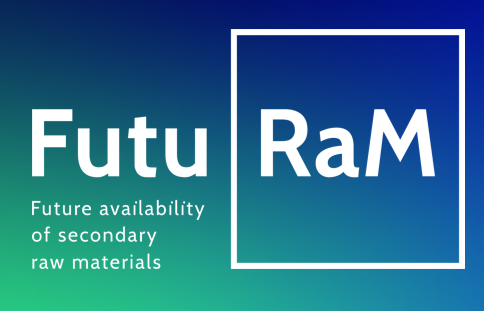 Futu RaM
Future availability
of secondary
raw materials